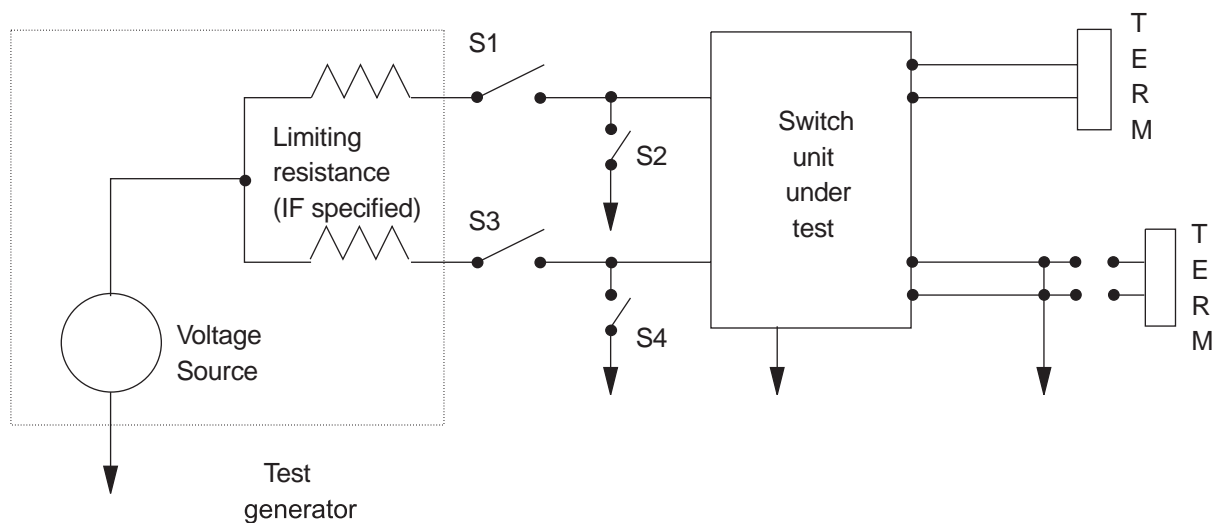 S1
T
E
R
M
Limiting
resistance
(IF specified)
S2
Switch
unit
under
test
S3
T
E
R
M
S4
Voltage
Source
Test
generator